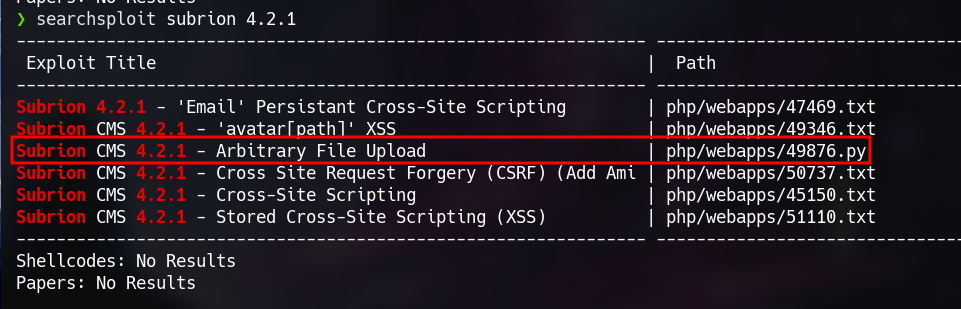 Papers: No Results
❯ searchsploit subrion 4.2.1
---------------------------------------------------------- ----------------------------
Exploit Title | Path
---------------------------------------------------------- ----------------------------
Subrion 4.2.1 - 'Email' Persistant Cross-Site Scripting | php/webapps/47469.txt
Subrion CMS 4.2.1 - 'avatar[path]' XSS | php/webapps/49346.txt
Subrion CMS 4.2.1 - Arbitrary File Upload | php/webapps/49876.py
Subrion CMS 4.2.1 - Cross Site Request Forgery (CSRF) (Add Ami | php/webapps/50737.txt
Subrion CMS 4.2.1 - Cross-Site Scripting | php/webapps/45150.txt
Subrion CMS 4.2.1 - Stored Cross-Site Scripting (XSS) | php/webapps/51110.txt
---------------------------------------------------------- ----------------------------
Shellcodes: No Results
Papers: No Results